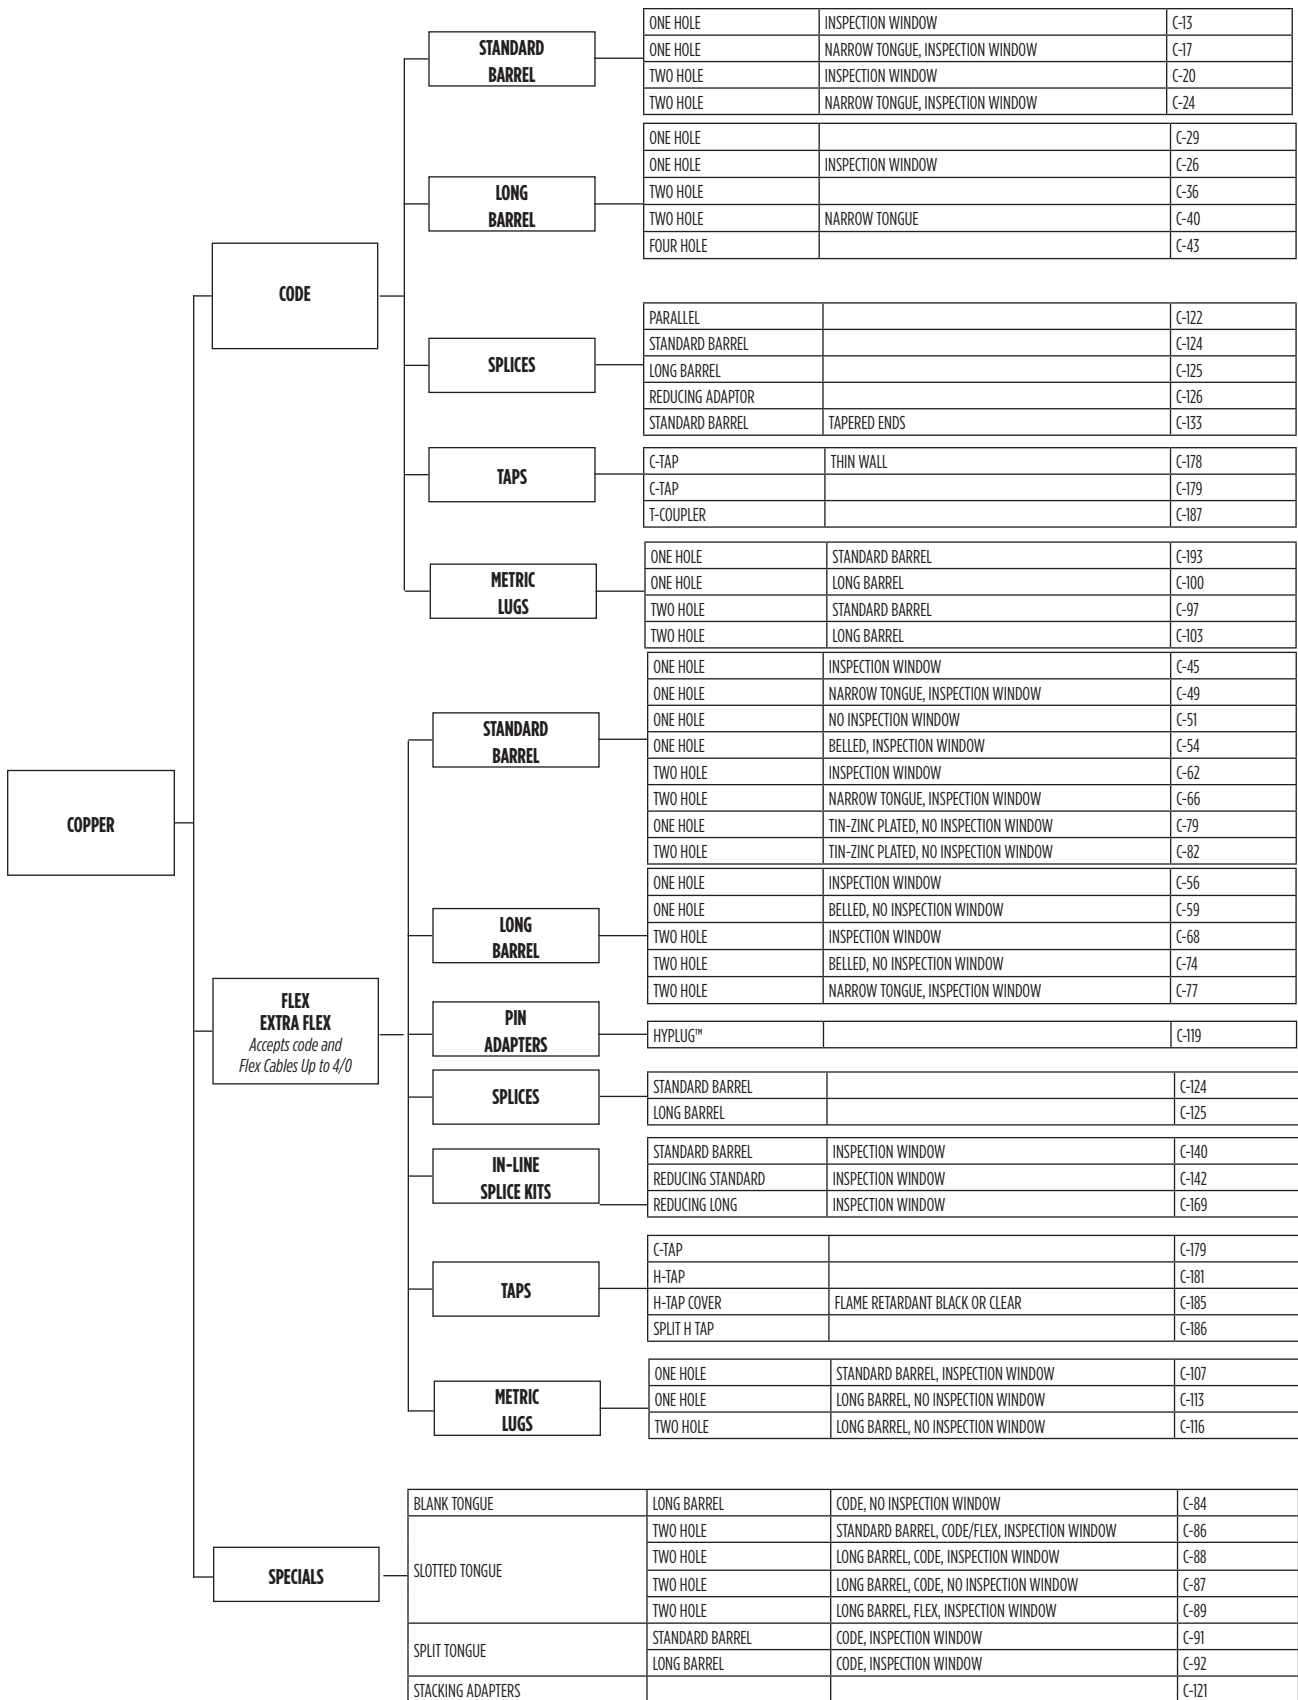 COPPER
CODE
STANDARD
BARREL
ONE HOLE INSPECTION WINDOW C-13
ONE HOLE NARROW TONGUE, INSPECTION WINDOW C-17
TWO HOLE INSPECTION WINDOW C-20
TWO HOLE NARROW TONGUE, INSPECTION WINDOW C-24
LONG
BARREL
ONE HOLE C-29
ONE HOLE INSPECTION WINDOW C-26
TWO HOLE C-36
TWO HOLE NARROW TONGUE C-40
FOUR HOLE C-43
SPLICES
PARALLEL C-122
STANDARD BARREL C-124
LONG BARREL C-125
REDUCING ADAPTOR C-126
STANDARD BARREL TAPERED ENDS C-133
TAPS
C-TAP THIN WALL C-178
C-TAP C-179
T-COUPLER C-187
METRIC
LUGS
ONE HOLE STANDARD BARREL C-193
ONE HOLE LONG BARREL C-100
TWO HOLE STANDARD BARREL C-97
TWO HOLE LONG BARREL C-103
FLEX
EXTRA FLEX
Accepts code and
Flex Cables Up to 4/0
STANDARD
BARREL
ONE HOLE INSPECTION WINDOW C-45
ONE HOLE NARROW TONGUE, INSPECTION WINDOW C-49
ONE HOLE NO INSPECTION WINDOW C-51
ONE HOLE BELLED, INSPECTION WINDOW C-54
TWO HOLE INSPECTION WINDOW C-62
TWO HOLE NARROW TONGUE, INSPECTION WINDOW C-66
ONE HOLE TIN-ZINC PLATED, NO INSPECTION WINDOW C-79
TWO HOLE TIN-ZINC PLATED, NO INSPECTION WINDOW C-82
LONG
BARREL
ONE HOLE INSPECTION WINDOW C-56
ONE HOLE BELLED, NO INSPECTION WINDOW C-59
TWO HOLE INSPECTION WINDOW C-68
TWO HOLE BELLED, NO INSPECTION WINDOW C-74
TWO HOLE NARROW TONGUE, INSPECTION WINDOW C-77
PIN
ADAPTERS
HYPLUG™ C-119
SPLICES
STANDARD BARREL C-124
LONG BARREL C-125
IN-LINE
SPLICE KITS
STANDARD BARREL INSPECTION WINDOW C-140
REDUCING STANDARD INSPECTION WINDOW C-142
REDUCING LONG INSPECTION WINDOW C-169
TAPS
C-TAP C-179
H-TAP C-181
H-TAP COVER FLAME RETARDANT BLACK OR CLEAR C-185
SPLIT H TAP C-186
METRIC
LUGS
ONE HOLE STANDARD BARREL, INSPECTION WINDOW C-107
ONE HOLE LONG BARREL, NO INSPECTION WINDOW C-113
TWO HOLE LONG BARREL, NO INSPECTION WINDOW C-116
SPECIALS
BLANK TONGUE LONG BARREL CODE, NO INSPECTION WINDOW C-84
SLOTTED TONGUE
TWO HOLE STANDARD BARREL, CODE/FLEX, INSPECTION WINDOW C-86
TWO HOLE LONG BARREL, CODE, INSPECTION WINDOW C-88
TWO HOLE LONG BARREL, CODE, NO INSPECTION WINDOW C-87
TWO HOLE LONG BARREL, FLEX, INSPECTION WINDOW C-89
SPLIT TONGUE
STANDARD BARREL CODE, INSPECTION WINDOW C-91
LONG BARREL CODE, INSPECTION WINDOW C-92
STACKING ADAPTERS C-121